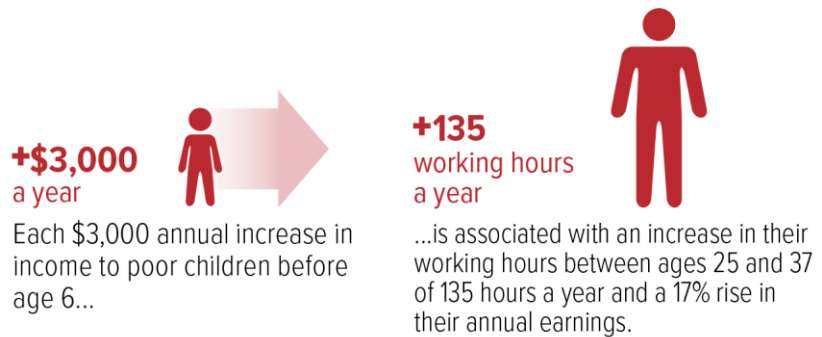 +$3,000
a year
Each $3,000 annual increase in
income to poor children before
age 6...
+135
working hours
a year
...is associated with an increase in their
working hours between ages 25 and 37
of 135 hours a year and a 17% rise in
their annual earnings.